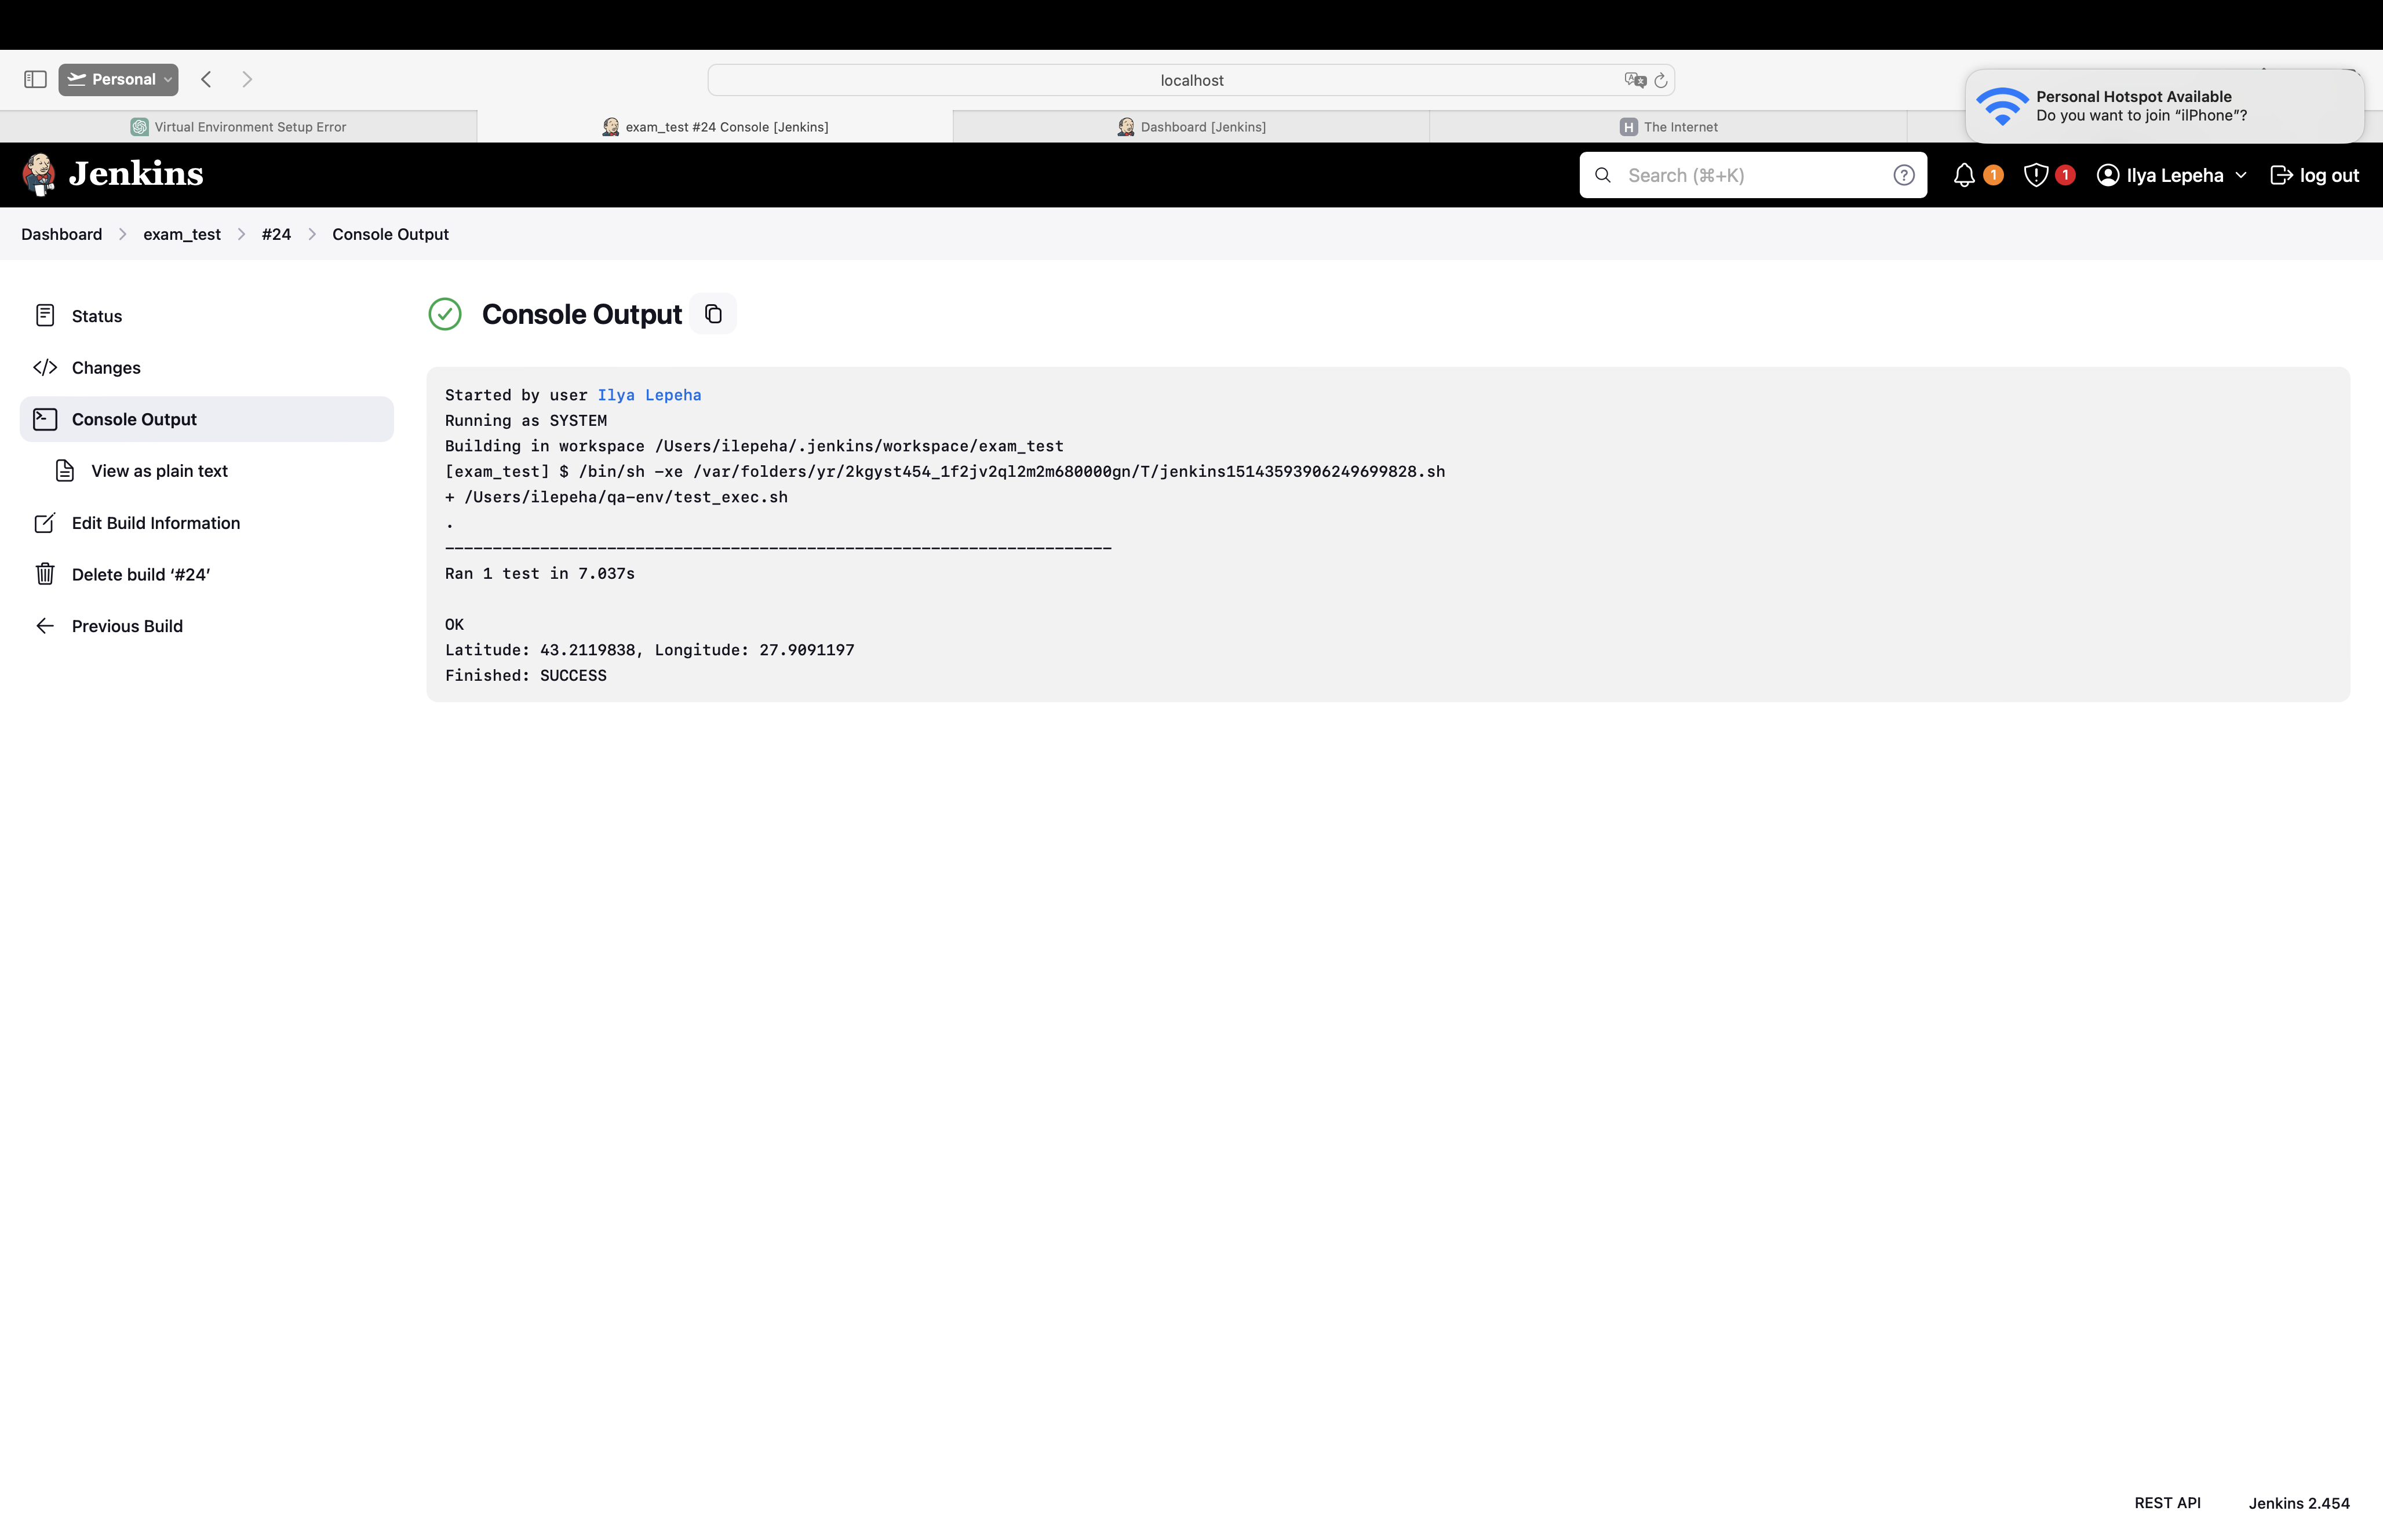 Personal
localhost
Personal Hotspot Available
Do you want to join “ilPhone”?
Virtual Environment Setup Error
exam_test #24 Console [Jenkins]
Dashboard [Jenkins]
H The Internet
Jenkins
Search (⌘+K)
1
1
Ilya Lepeha
log out
Dashboard
exam_test
#24
Console Output
Status
Changes
Console Output
View as plain text
Edit Build Information
Delete build ‘#24’
Previous Build
Console Output
Started by user Ilya Lepeha
Running as SYSTEM
Building in workspace /Users/ilepeha/.jenkins/workspace/exam_test
[exam_test] $ /bin/sh -xe /var/folders/yr/2kgyst454_1f2jv2ql2m2m680000gn/T/jenkins15143593906249699828.sh
+ /Users/ilepeha/qa-env/test_exec.sh
.
----------------------------------------------------------------------
Ran 1 test in 7.037s
OK
Latitude: 43.2119838, Longitude: 27.9091197
Finished: SUCCESS
REST API
Jenkins 2.454